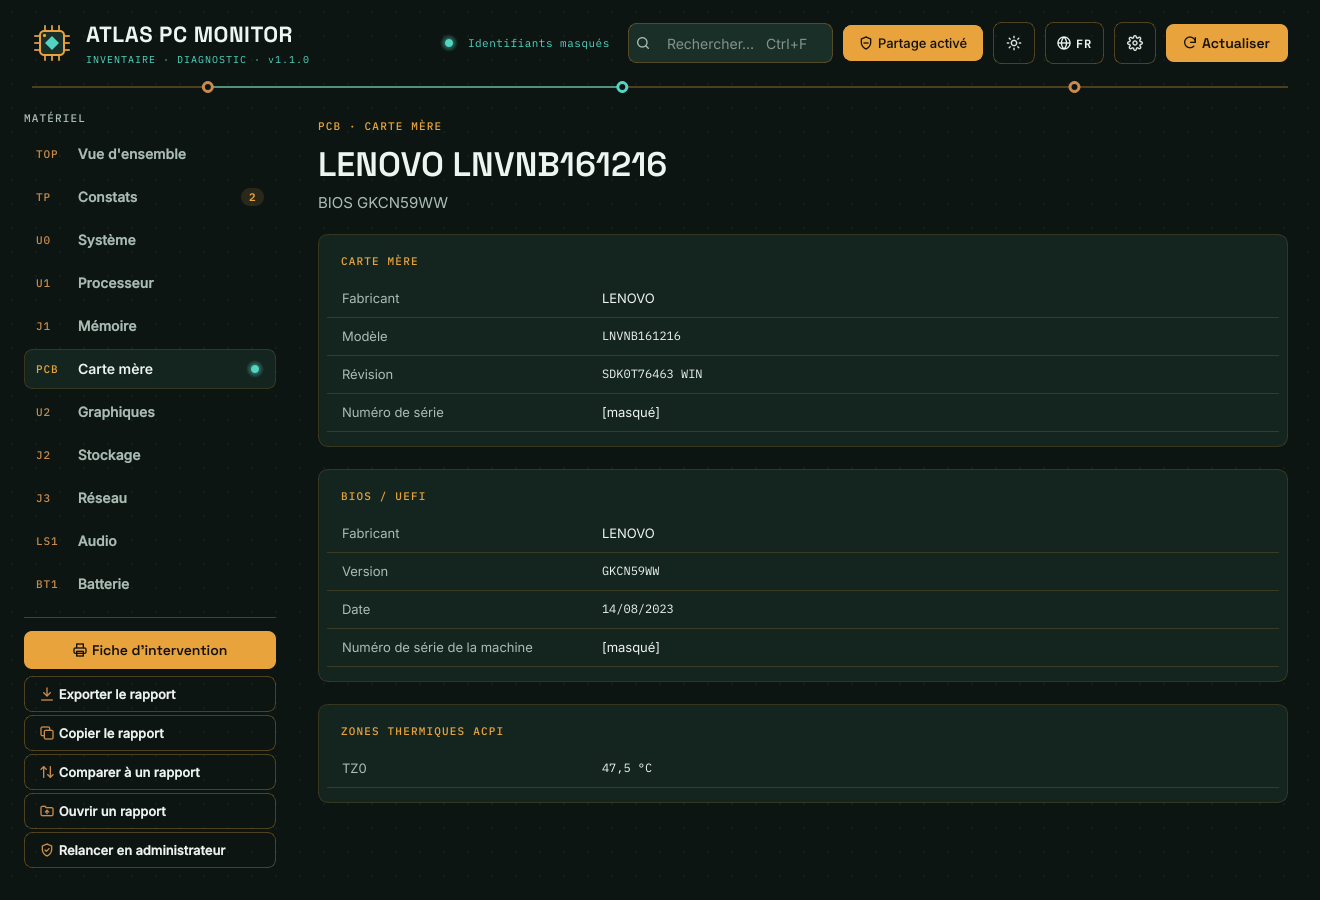 ATLAS PC MONITOR
INVENTAIRE · DIAGNOSTIC · v1.1.0
Identifiants masqués
Rechercher... Ctrl+F
Partage activé
FR
Actualiser
MATÉRIEL
TOP Vue d'ensemble
TP Constats 2
U0 Système
U1 Processeur
J1 Mémoire
PCB Carte mère
U2 Graphiques
J2 Stockage
J3 Réseau
LS1 Audio
BT1 Batterie
Fiche d'intervention
Exporter le rapport
Copier le rapport
Comparer à un rapport
Ouvrir un rapport
Relancer en administrateur
PCB · CARTE MÈRE
LENOVO LNVNB161216
BIOS GKCN59WW
CARTE MÈRE
Fabricant LENOVO
Modèle LNVNB161216
Révision SDK0T76463 WIN
Numéro de série [masqué]
BIOS / UEFI
Fabricant LENOVO
Version GKCN59WW
Date 14/08/2023
Numéro de série de la machine [masqué]
ZONES THERMIQUES ACPI
TZ0 47,5 °C